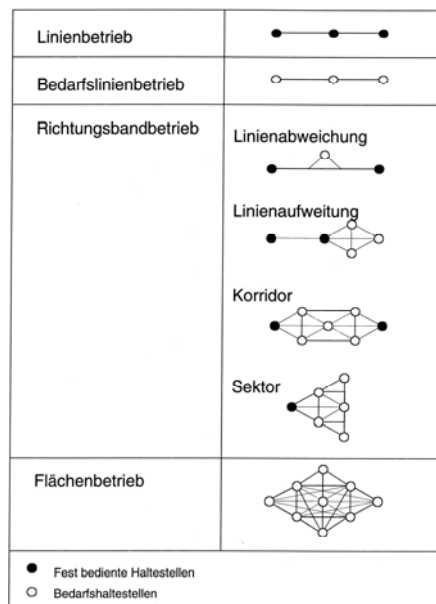 Linienbetrieb
Bedarfslinienbetrieb
Richtungsbandbetrieb
Linienabweichung
Linienaufweitung
Korridor
Sektor
Flächenbetrieb
Fest bediente Haltestellen
Bedarfshaltestellen